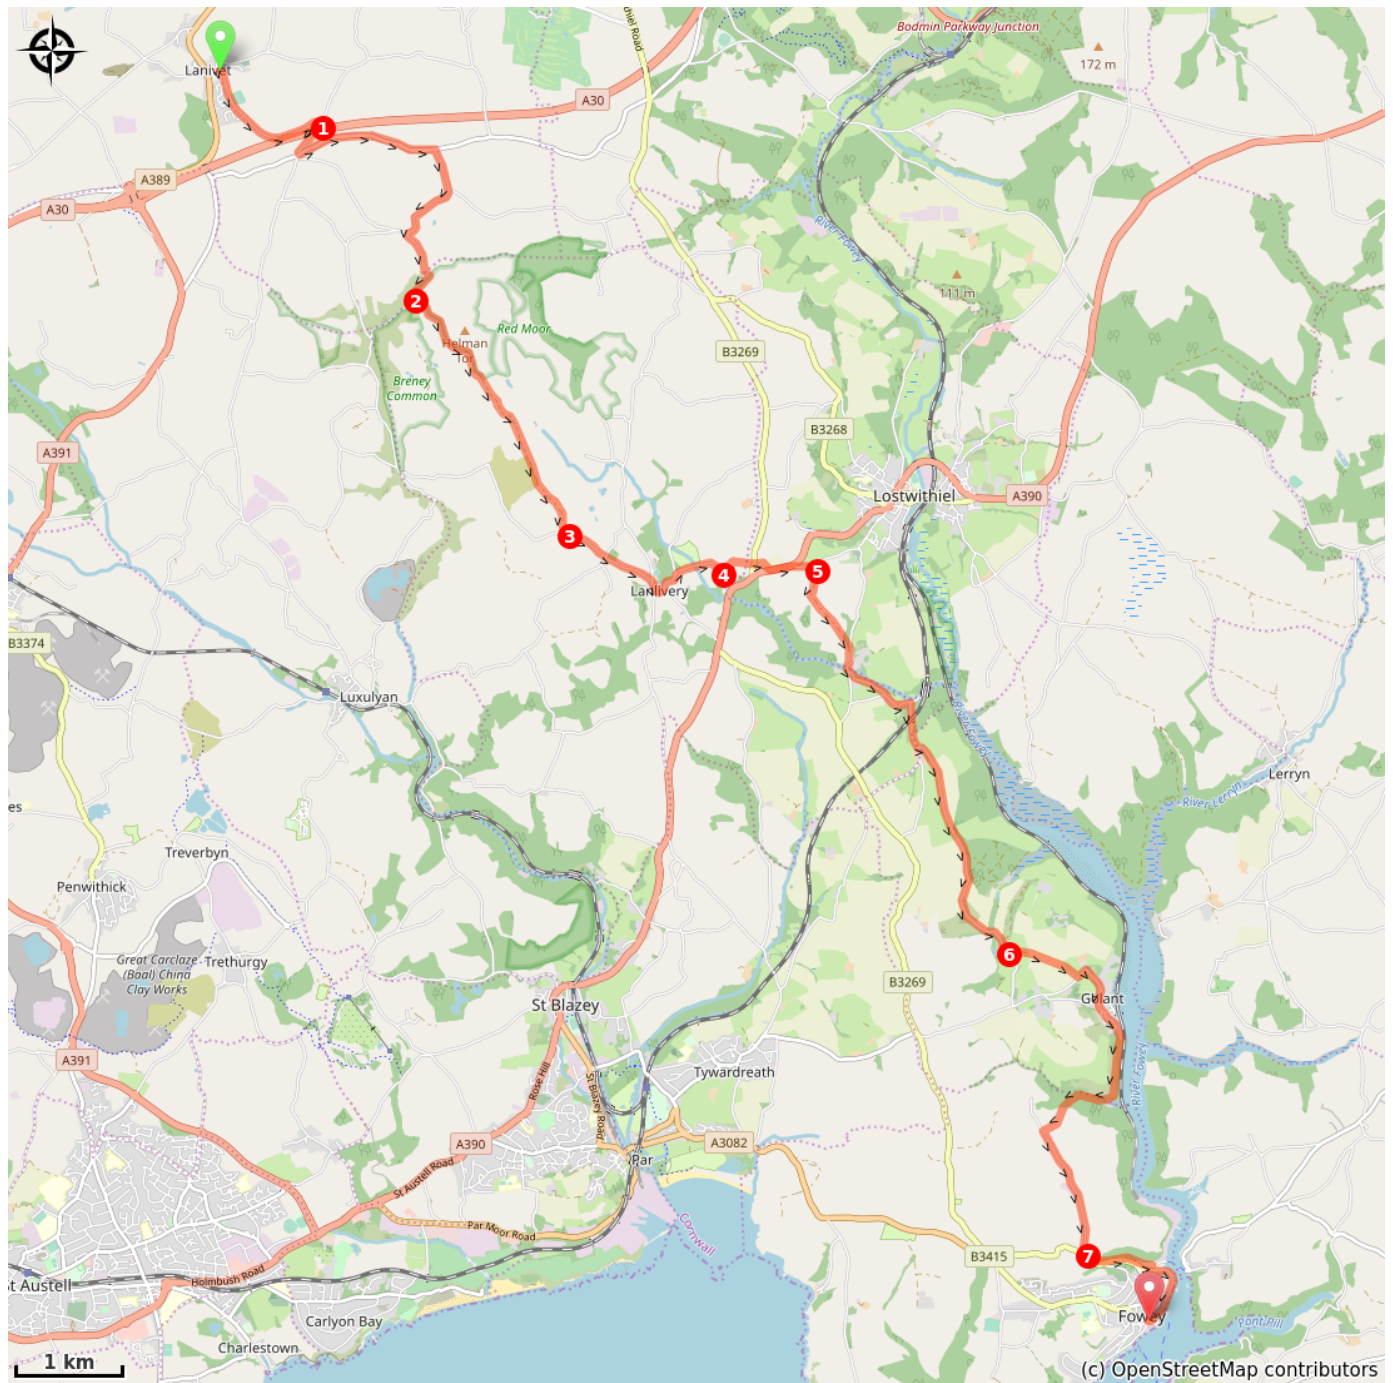 Bodmin Parkway Junction
172 m
Lanivet
A30
1
A389
A30
River Fowey
111 m
2
Red Moor
Helman
Tor
B3269
Breney
Common
B3268
A391
Lostwithiel
A390
3
4
5
Lanlivery
B3374
Luxulyan
River Fowey
Lerryn
River Lerryn
Treverbyn
Penwithick
6
Great Carclaze
(Baal) China
Clay Works
Trethurgy
B3269
St Blazey
Golant
A391
Rose Hill
St Blazey Road
Tywardreath
River Fowey
A390
A3082
Par
St Austell Road
Par Moor Road
Cornwall
B3415
7
Holmbush Road
St Austell
Fowey
Carlyon Bay
Pont Pill
Charlestown
1 km
(c) OpenStreetMap contributors